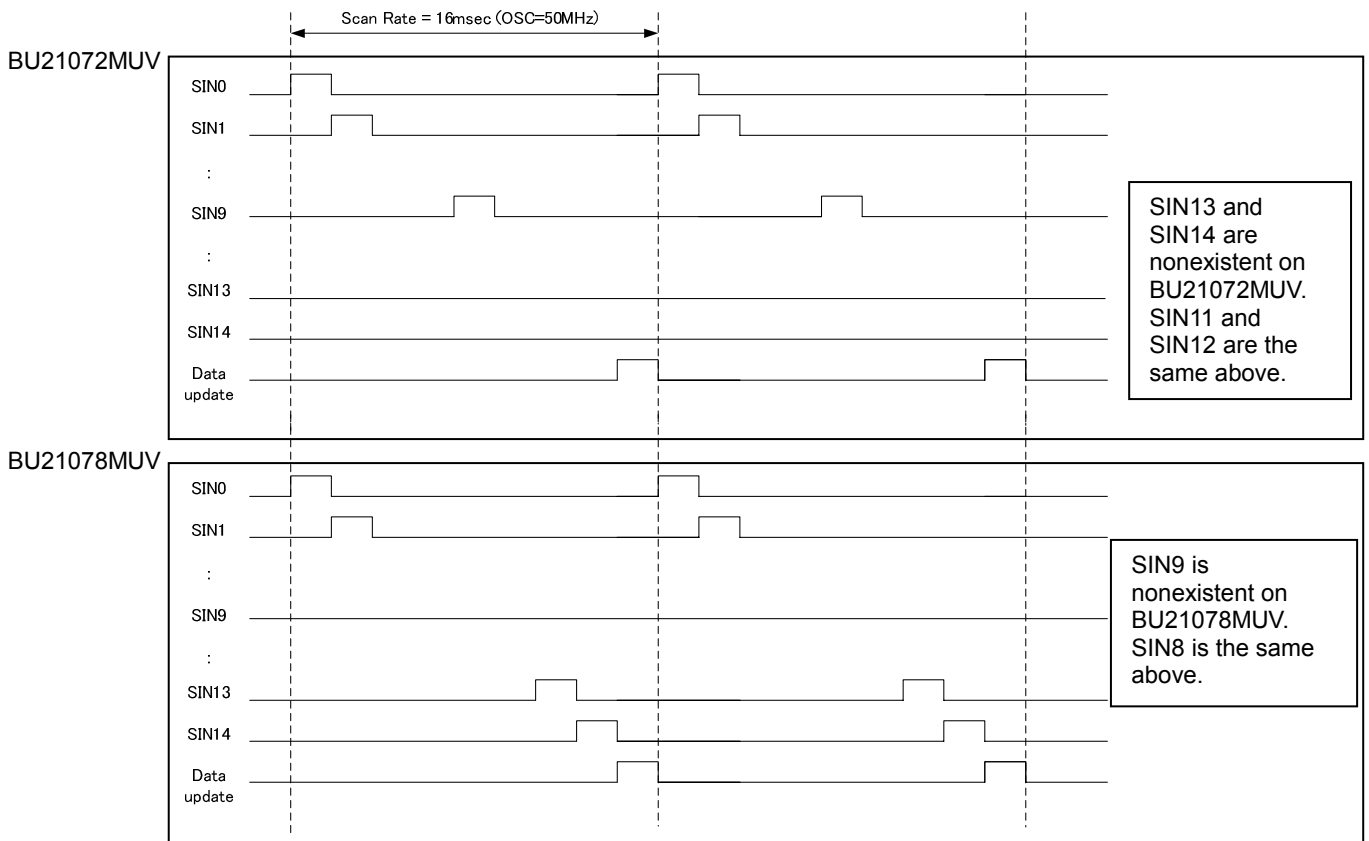 Scan Rate = 16msec (OSC=50MHz)
BU21072MUV
SIN0
SIN1
:
SIN9
:
SIN13
SIN14
Data
update
SIN13 and
SIN14 are
nonexistent on
BU21072MUV.
SIN11 and
SIN12 are the
same above.
BU21078MUV
SIN0
SIN1
:
SIN9
:
SIN13
SIN14
Data
update
SIN9 is
nonexistent on
BU21078MUV.
SIN8 is the same
above.